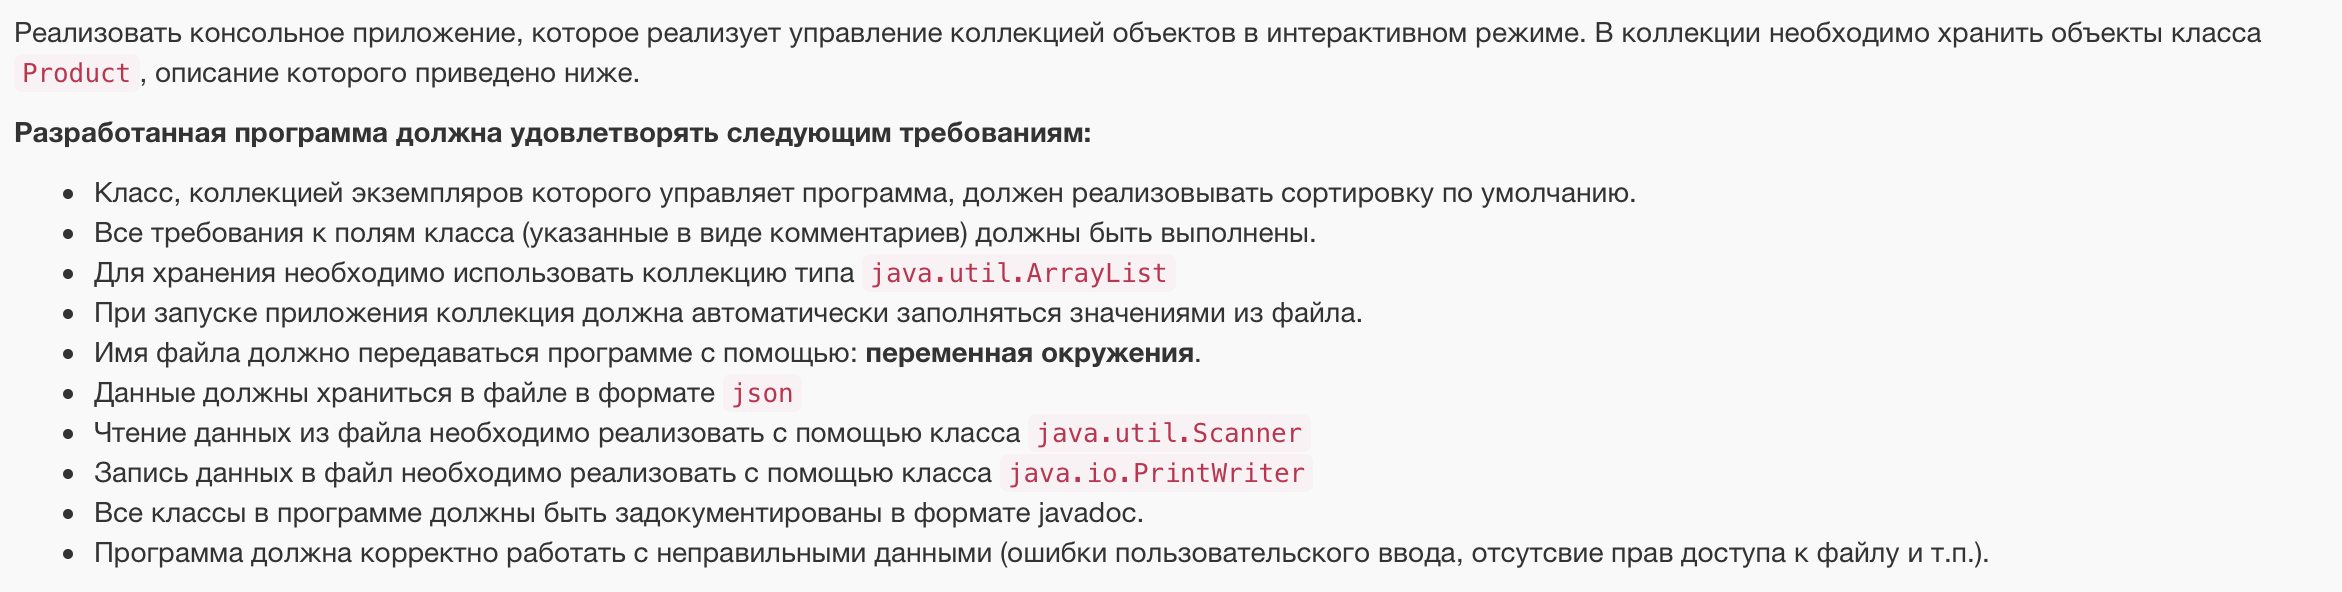 Реализовать консольное приложение, которое реализует управление коллекцией объектов в интерактивном режиме. В коллекции необходимо хранить объекты класса
Product, описание которого приведено ниже.
Разработанная программа должна удовлетворять следующим требованиям:
• Класс, коллекцией экземпляров которого управляет программа, должен реализовывать сортировку по умолчанию.
• Все требования к полям класса (указанные в виде комментариев) должны быть выполнены.
• Для хранения необходимо использовать коллекцию типа java.util.ArrayList
• При запуске приложения коллекция должна автоматически заполняться значениями из файла.
• Имя файла должно передаваться программе с помощью: переменная окружения.
• Данные должны храниться в файле в формате json
• Чтение данных из файла необходимо реализовать с помощью класса java.util.Scanner
• Запись данных в файл необходимо реализовать с помощью класса java.io.PrintWriter
• Все классы в программе должны быть задокументированы в формате javadoc.
• Программа должна корректно работать с неправильными данными (ошибки пользовательского ввода, отсутсвие прав доступа к файлу и т.п.).